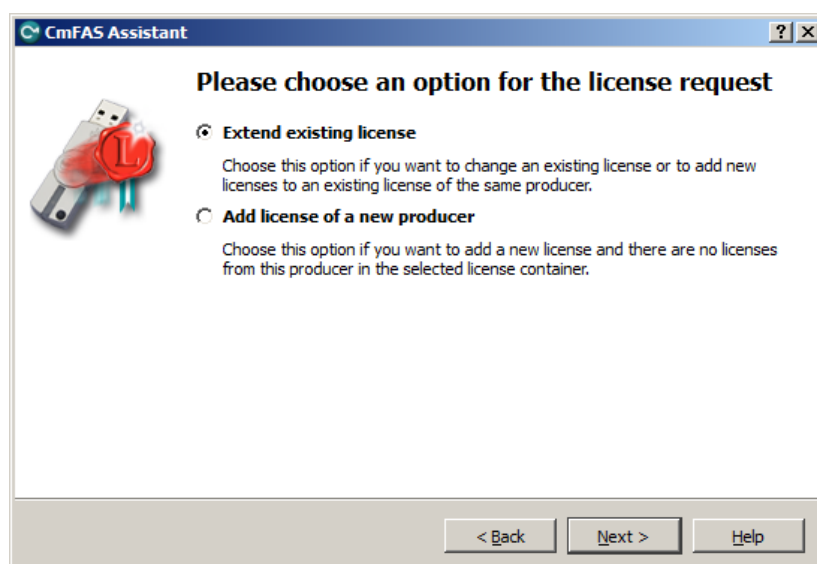 CmFAS Assistant
Please choose an option for the license request
Extend existing license
Choose this option if you want to change an existing license or to add new
licenses to an existing license of the same producer.
Add license of a new producer
Choose this option if you want to add a new license and there are no licenses
from this producer in the selected license container.
L
< Back
Next >
Help